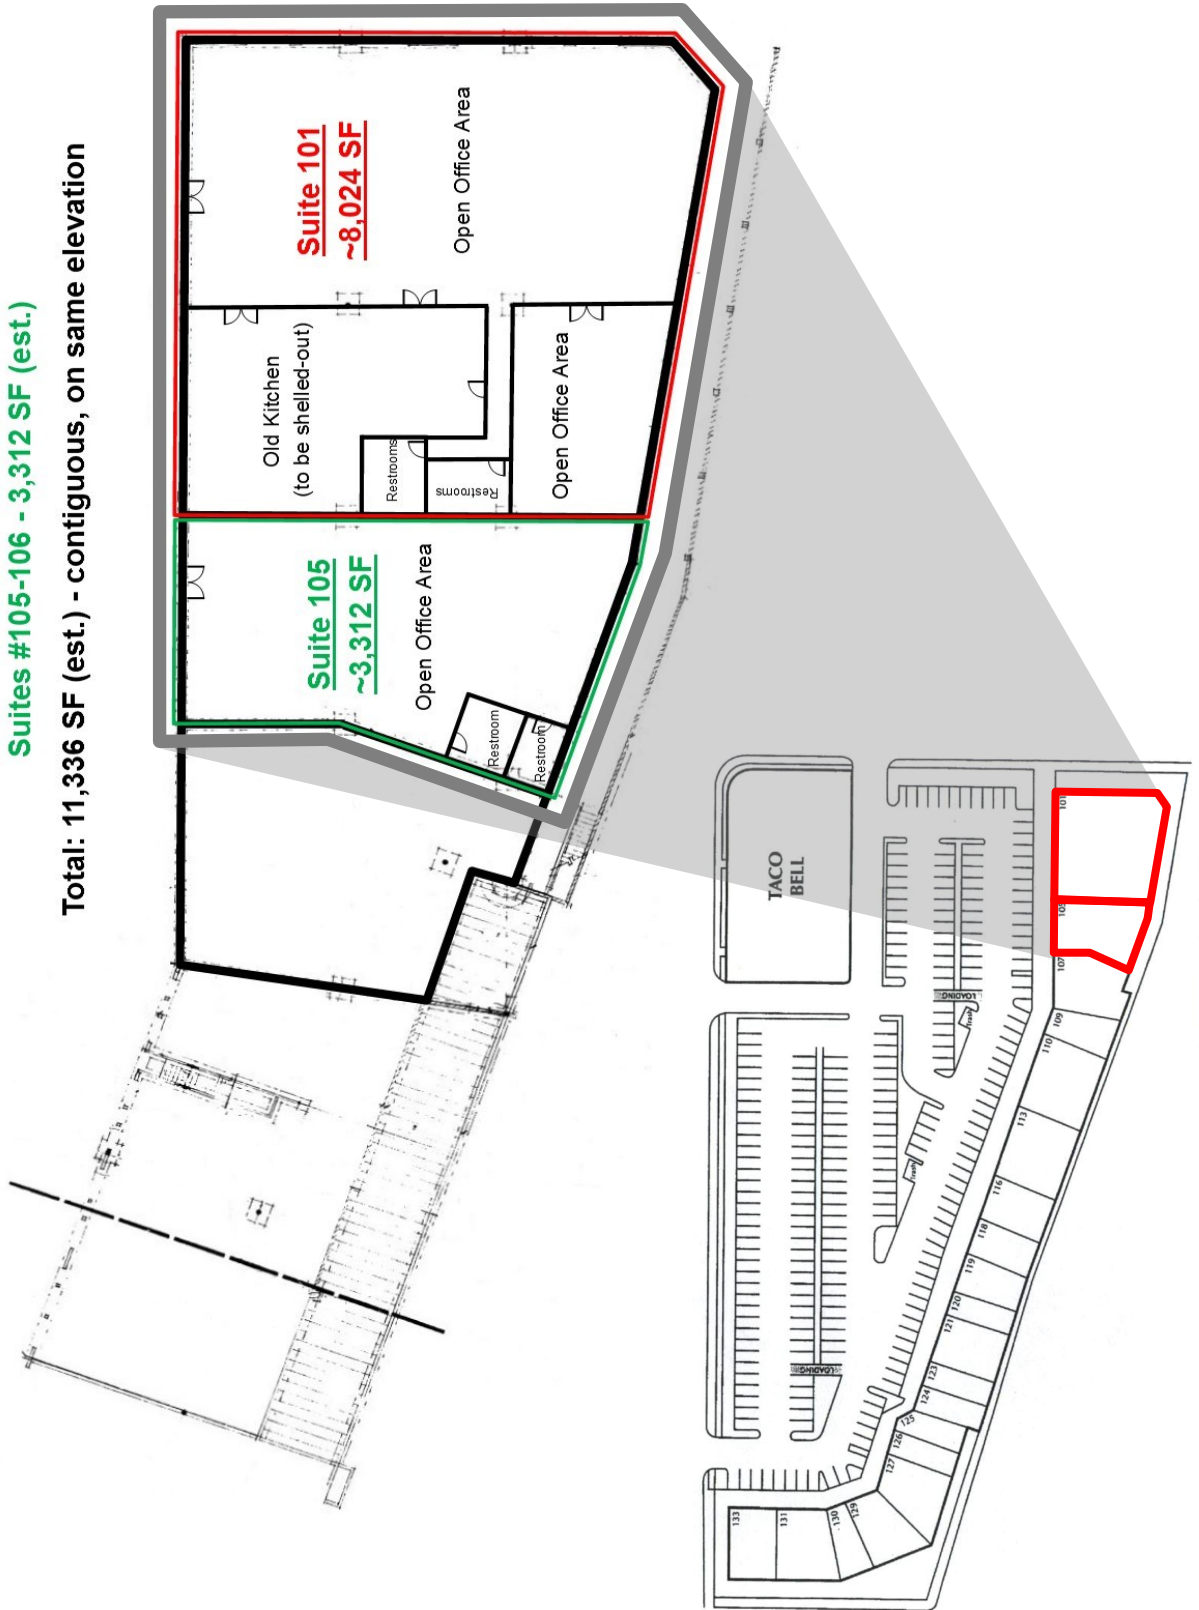 Suites #105-106 - 3,312 SF (est.)
Total: 11,336 SF (est.) - contiguous, on same elevation
Suite 101
~8,024 SF
Open Office Area
Old Kitchen
(to be shelled-out)
Restrooms
Restrooms
Open Office Area
Suite 105
~3,312 SF
Open Office Area
Restroom
Restroom
TACO
BELL
LOADING
Trash
LOADING
Trash
101
105
107
109
110
113
116
118
119
120
121
123
124
125
126
127
129
130
131
133